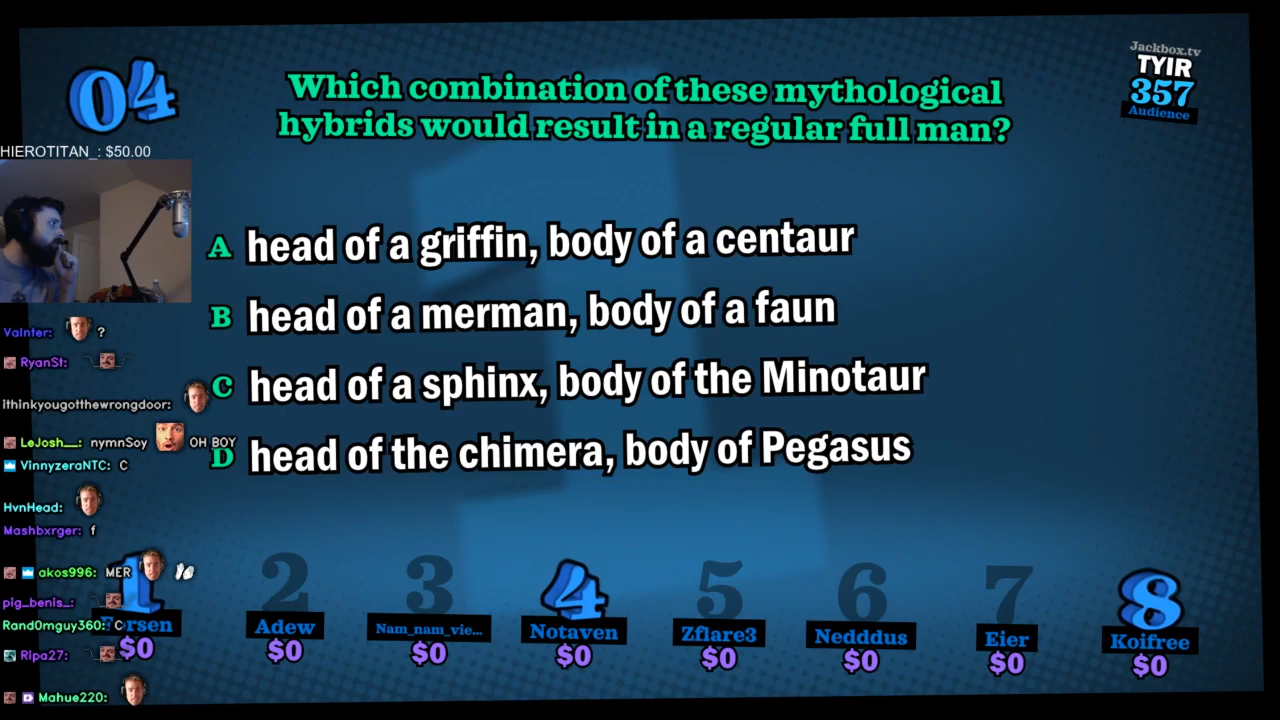 04
Which combination of these mythological
hybrids would result in a regular full man?
Jackbox.tv
TYIR
357
Audience
HIEROTITAN_: $50.00
A head of a griffin, body of a centaur
B head of a merman, body of a faun
C head of a sphinx, body of the Minotaur
D head of the chimera, body of Pegasus
Vainter: ?
RyanSt:
ithinkyougotthewrongdoor:
LeJosh__: nymnSoy OH BOY
VinnyzeraNTC: C
HvnHead:
Mashbxrger: f
akos996: MER
pig_benis_:
Rand0mguy360: C
Ripa27:
Mahue220:
1
$0
2
Adew
$0
3
Nam_nam_vie...
$0
4
Notaven
$0
5
Zflare3
$0
6
Nedddus
$0
7
Eier
$0
8
Koifree
$0